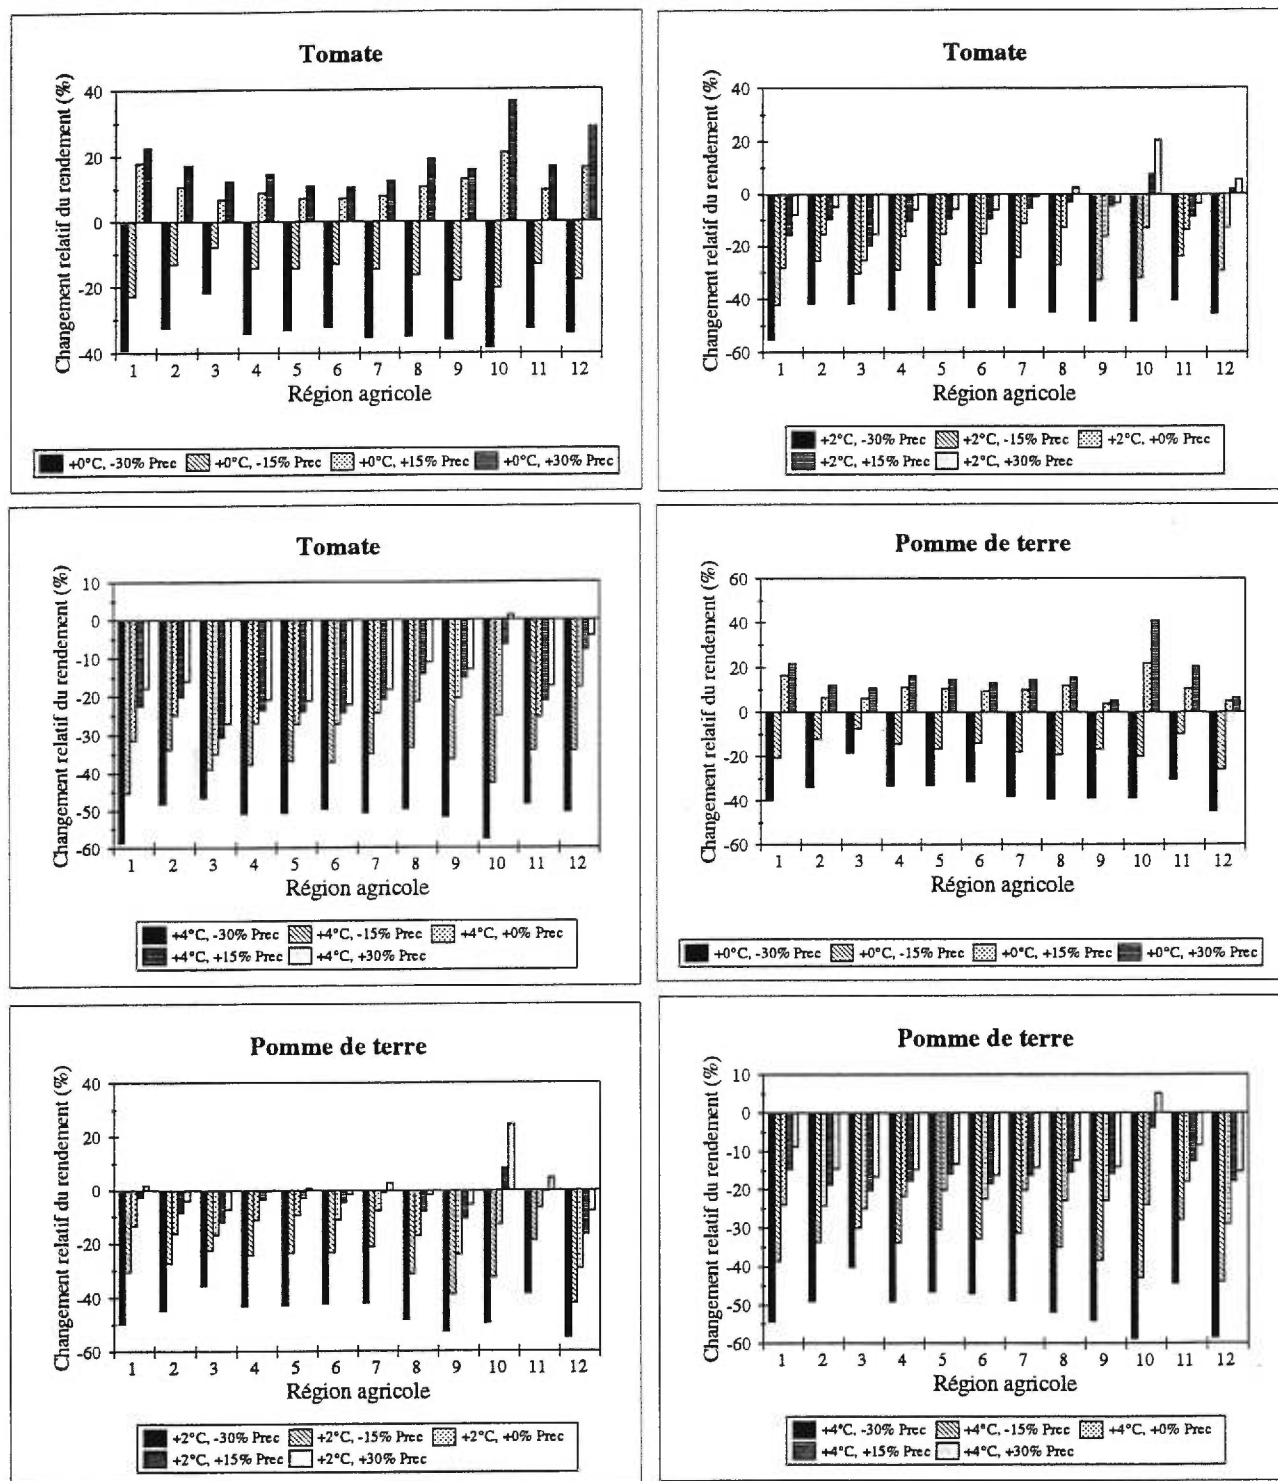 Tomate
Changement relatif du rendement (%)
40
20
0
-20
-40
1 2 3 4 5 6 7 8 9 10 11 12
Région agricole
+0°C, -30% Prec +0°C, -15% Prec +0°C, +15% Prec +0°C, +30% Prec
Tomate
Changement relatif du rendement (%)
40
20
0
-20
-40
-60
1 2 3 4 5 6 7 8 9 10 11 12
Région agricole
+2°C, -30% Prec +2°C, -15% Prec +2°C, +0% Prec
+2°C, +15% Prec +2°C, +30% Prec
Tomate
Changement relatif du rendement (%)
10
0
-10
-20
-30
-40
-50
-60
1 2 3 4 5 6 7 8 9 10 11 12
Région agricole
+4°C, -30% Prec +4°C, -15% Prec +4°C, +0% Prec
+4°C, +15% Prec +4°C, +30% Prec
Pomme de terre
Changement relatif du rendement (%)
60
40
20
0
-20
-40
-60
1 2 3 4 5 6 7 8 9 10 11 12
Région agricole
+0°C, -30% Prec +0°C, -15% Prec +0°C, +15% Prec +0°C, +30% Prec
Pomme de terre
Changement relatif du rendement (%)
40
20
0
-20
-40
-60
1 2 3 4 5 6 7 8 9 10 11 12
Région agricole
+2°C, -30% Prec +2°C, -15% Prec +2°C, +0% Prec
+2°C, +15% Prec +2°C, +30% Prec
Pomme de terre
Changement relatif du rendement (%)
10
0
-10
-20
-30
-40
-50
-60
1 2 3 4 5 6 7 8 9 10 11 12
Région agricole
+4°C, -30% Prec +4°C, -15% Prec +4°C, +0% Prec
+4°C, +15% Prec +4°C, +30% Prec